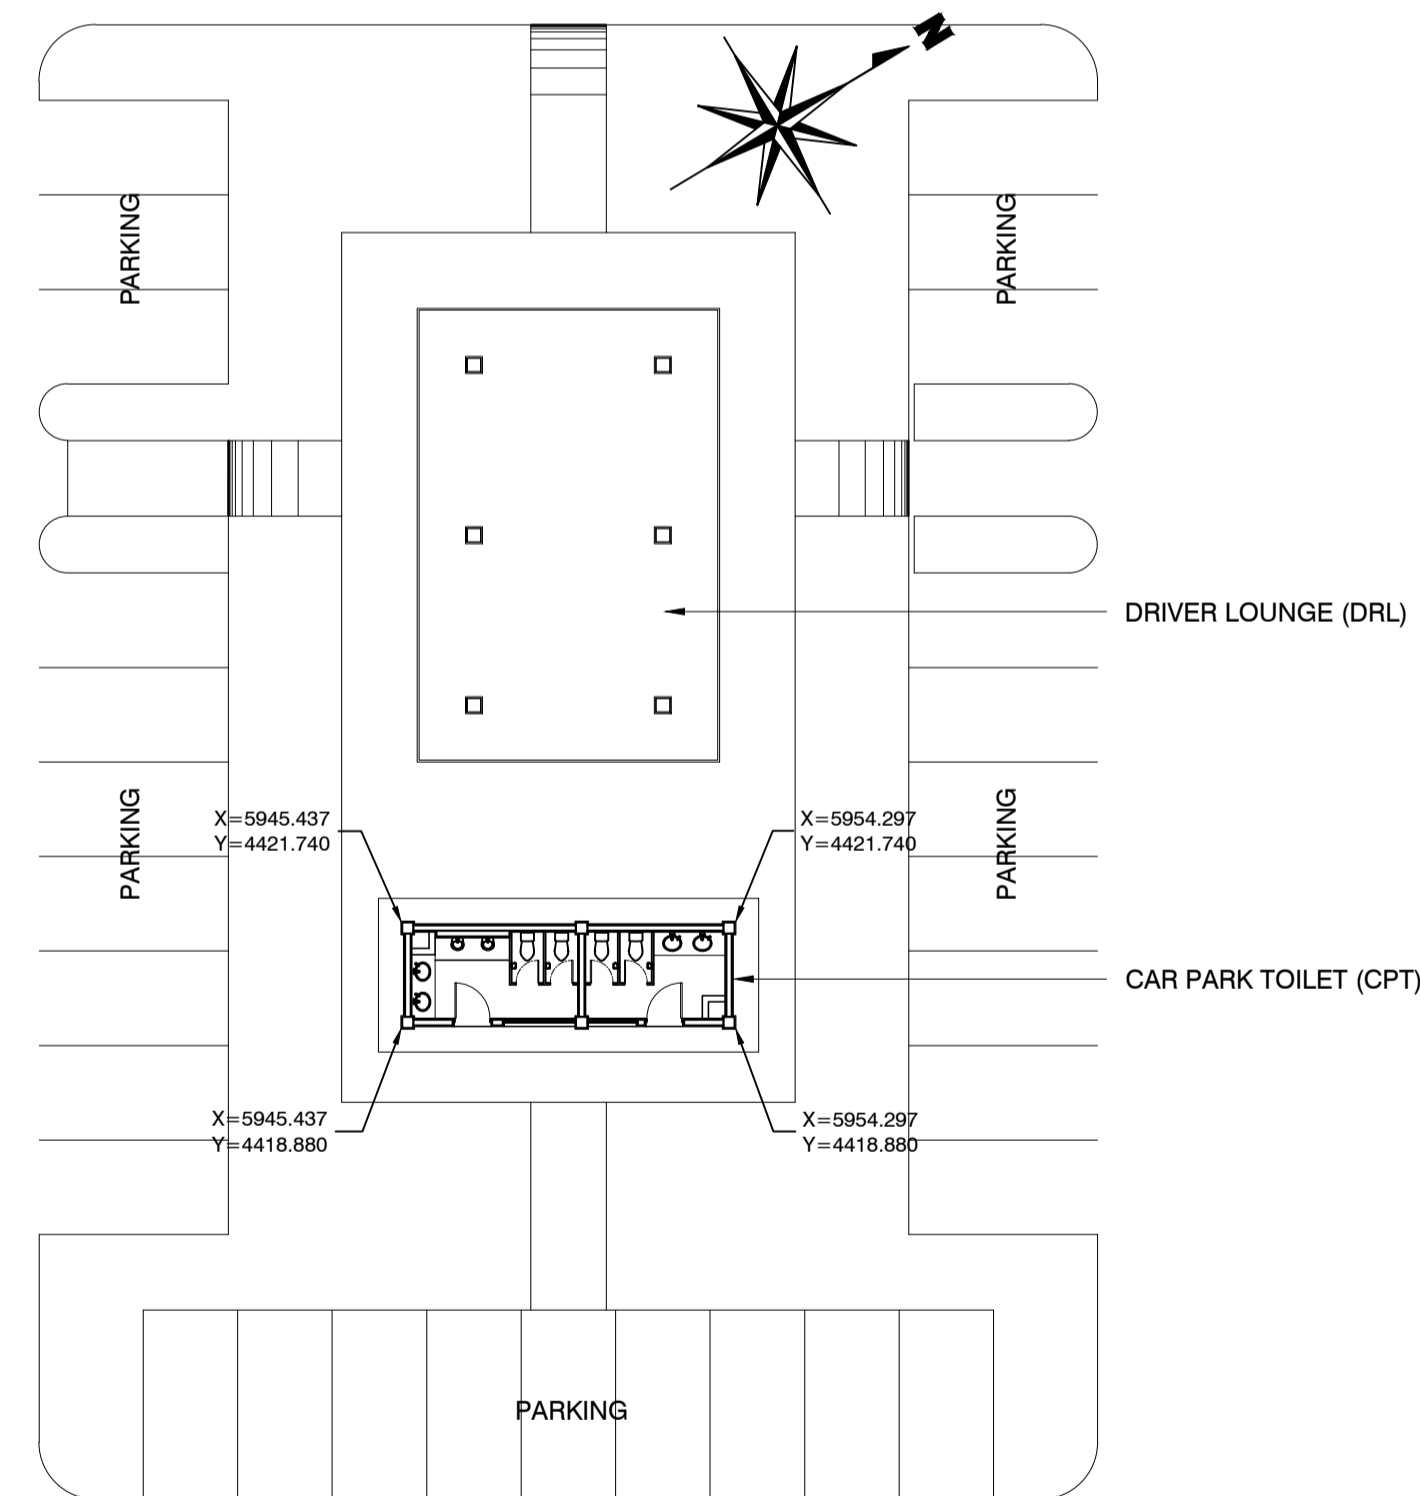 N
PARKING
PARKING
DRIVER LOUNGE (DRL)
PARKING
PARKING
X=5945.437
Y=4421.740
X=5954.297
Y=4421.740
CAR PARK TOILET (CPT)
X=5945.437
Y=4418.880
X=5954.297
Y=4418.880
PARKING